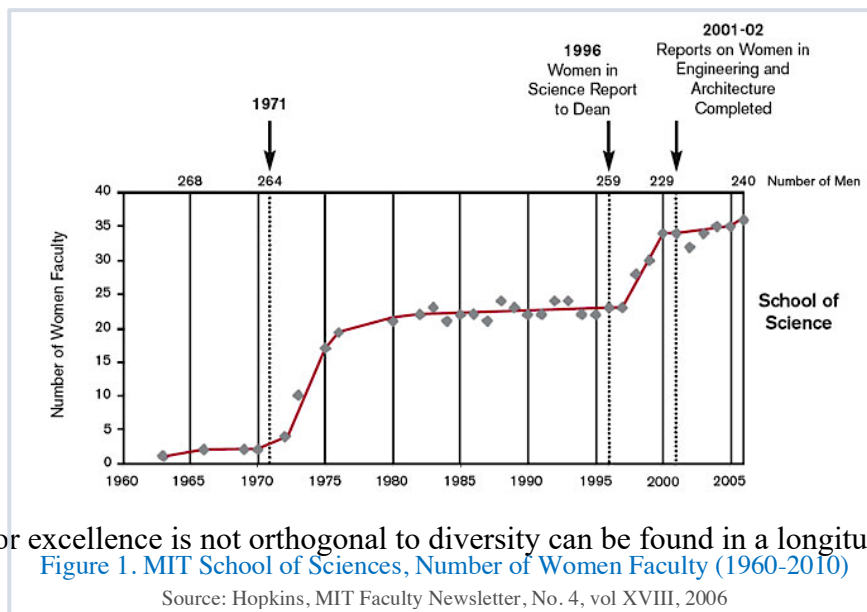 2001-02
Reports on Women in
Engineering and
Architecture
Completed
1996
Women in
Science Report
to Dean
1971
268 264 259 229 240 Number of Men
40
35
30
25
20
15
10
5
0
Number of Women Faculty
School of
Science
1960 1965 1970 1975 1980 1985 1990 1995 2000 2005
or excellence is not orthogonal to diversity can be found in a
Figure 1. MIT School of Sciences, Number of Women Faculty (1960-2010)
Source: Hopkins, MIT Faculty Newsletter, No. 4, vol XVIII, 2006